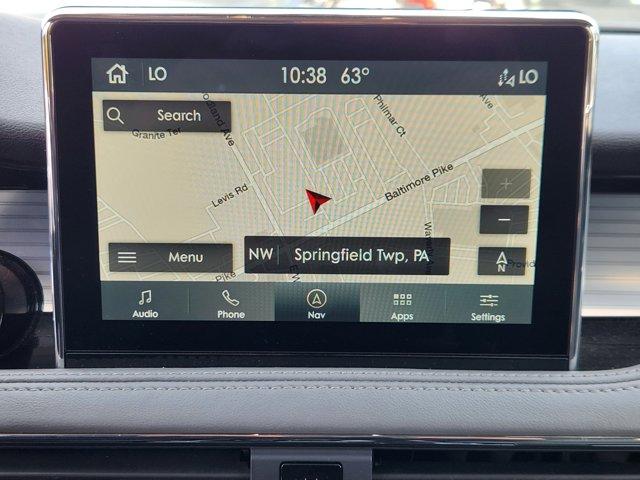 LO 10:38 63° LO
Search
Granite Ter
Philmar Ct
Ave
Levis Rd
Baltimore Pike
+
−
Menu
NW Springfield Twp, PA
N
Pike
Audio Phone Nav Apps Settings